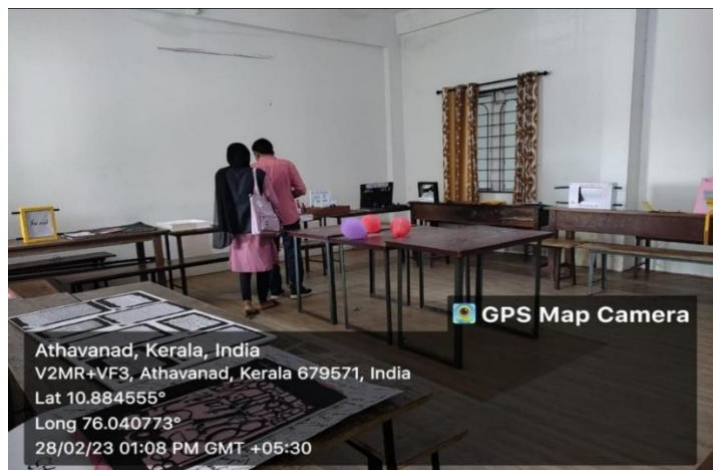 GPS Map Camera
Athavanad, Kerala, India
V2MR+VF3, Athavanad, Kerala 679571, India
Lat 10.884555°
Long 76.040773°
28/02/23 01:08 PM GMT +05:30